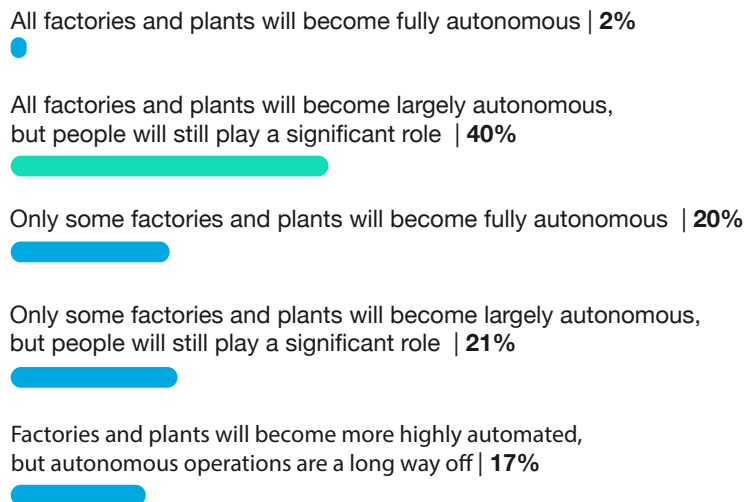 All factories and plants will become fully autonomous | 2%
All factories and plants will become largely autonomous,
but people will still play a significant role | 40%
Only some factories and plants will become fully autonomous | 20%
Only some factories and plants will become largely autonomous,
but people will still play a significant role | 21%
Factories and plants will become more highly automated,
but autonomous operations are a long way off | 17%